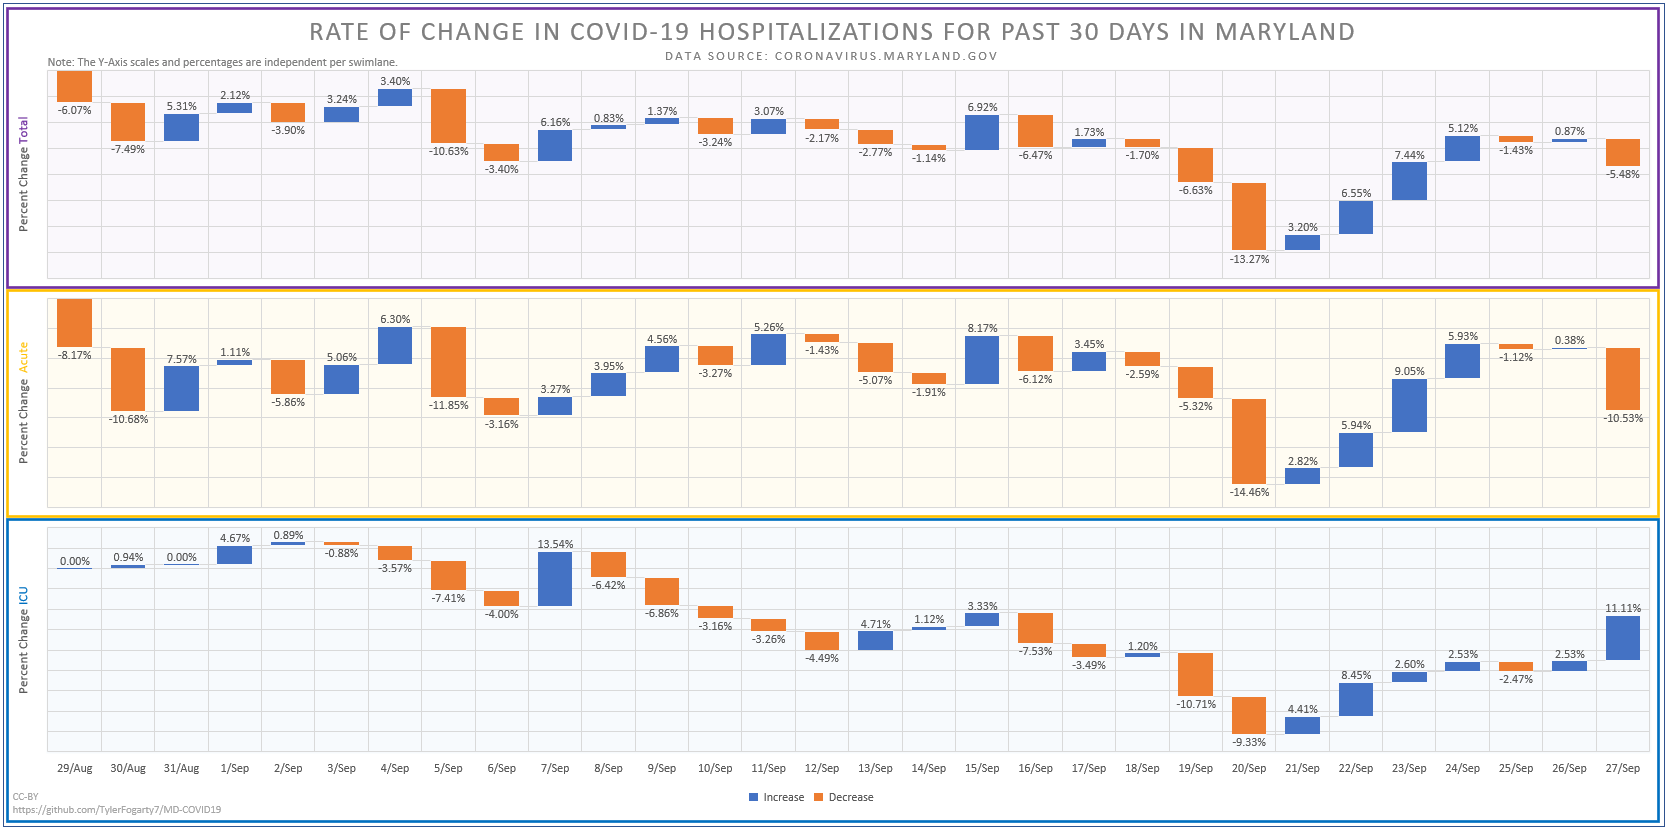 RATE OF CHANGE IN COVID-19 HOSPITALIZATIONS FOR PAST 30 DAYS IN MARYLAND
DATA SOURCE: CORONAVIRUS.MARYLAND.GOV
Note: The Y-Axis scales and percentages are independent per swimlane.
Percent Change Total
-6.07% -7.49% 5.31% 2.12% -3.90% 3.24% 3.40% -10.63% -3.40% 6.16% 0.83% 1.37% -3.24% 3.07% -2.17% -2.77% -1.14% 6.92% -6.47% 1.73% -1.70% -6.63% -13.27% 3.20% 6.55% 7.44% 5.12% -1.43% 0.87% -5.48%
Percent Change Acute
-8.17% -10.68% 7.57% 1.11% -5.86% 5.06% 6.30% -11.85% -3.16% 3.27% 3.95% 4.56% -3.27% 5.26% -1.43% -5.07% -1.91% 8.17% -6.12% 3.45% -2.59% -5.32% -14.46% 2.82% 5.94% 9.05% 5.93% -1.12% 0.38% -10.53%
Percent Change ICU
0.00% 0.94% 0.00% 4.67% 0.89% -0.88% -3.57% -7.41% -4.00% 13.54% -6.42% -6.86% -3.16% -3.26% -4.49% 4.71% 1.12% 3.33% -7.53% -3.49% 1.20% -10.71% -9.33% 4.41% 8.45% 2.60% 2.53% -2.47% 2.53% 11.11%
29/Aug 30/Aug 31/Aug 1/Sep 2/Sep 3/Sep 4/Sep 5/Sep 6/Sep 7/Sep 8/Sep 9/Sep 10/Sep 11/Sep 12/Sep 13/Sep 14/Sep 15/Sep 16/Sep 17/Sep 18/Sep 19/Sep 20/Sep 21/Sep 22/Sep 23/Sep 24/Sep 25/Sep 26/Sep 27/Sep
Increase Decrease
CC-BY
https://github.com/TylerFogarty7/MD-COVID19